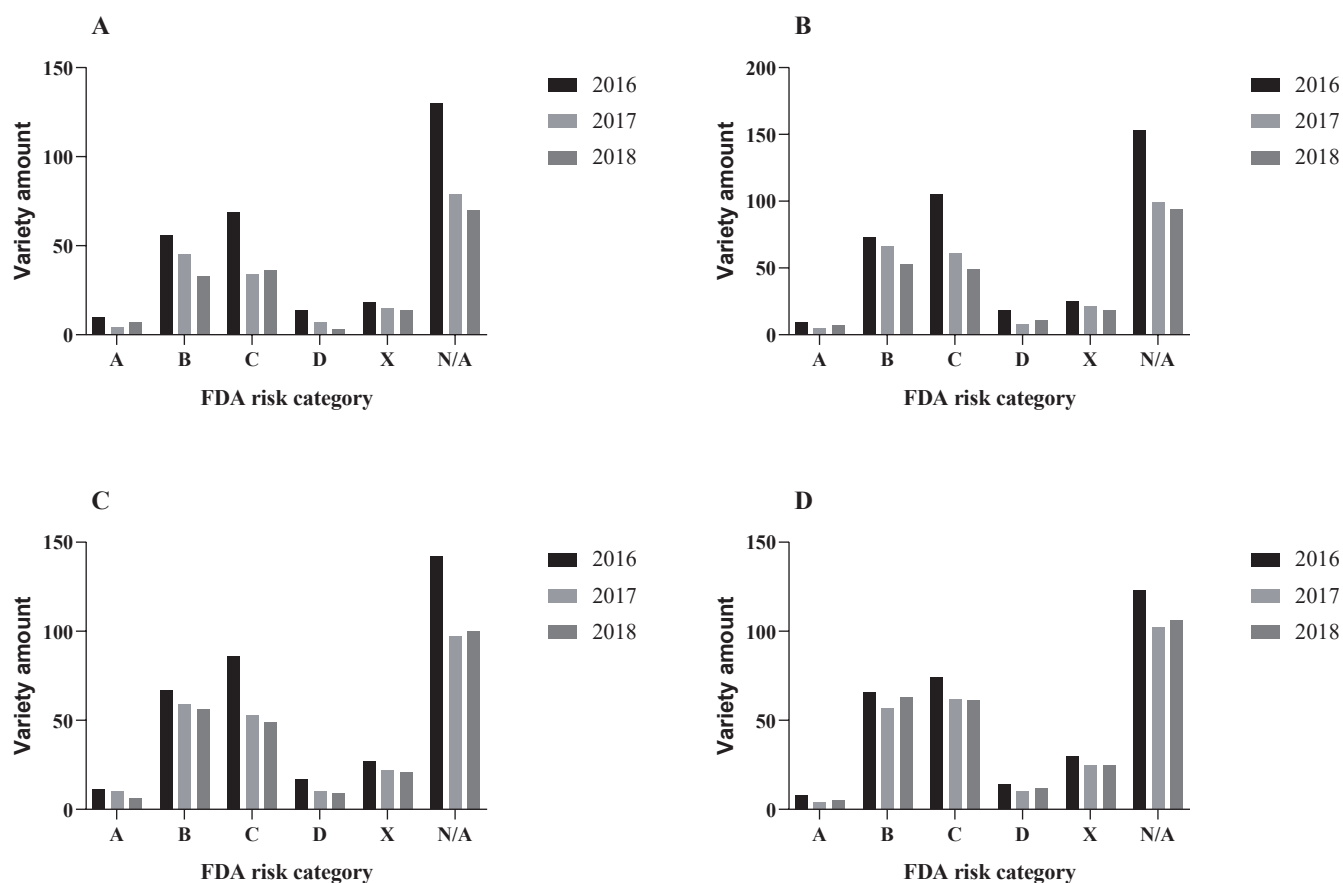 A
150
100
50
0
Variety amount
A B C D X N/A
FDA risk category
2016
2017
2018
B
200
150
100
50
0
Variety amount
A B C D X N/A
FDA risk category
2016
2017
2018
C
150
100
50
0
Variety amount
A B C D X N/A
FDA risk category
2016
2017
2018
D
150
100
50
0
Variety amount
A B C D X N/A
FDA risk category
2016
2017
2018